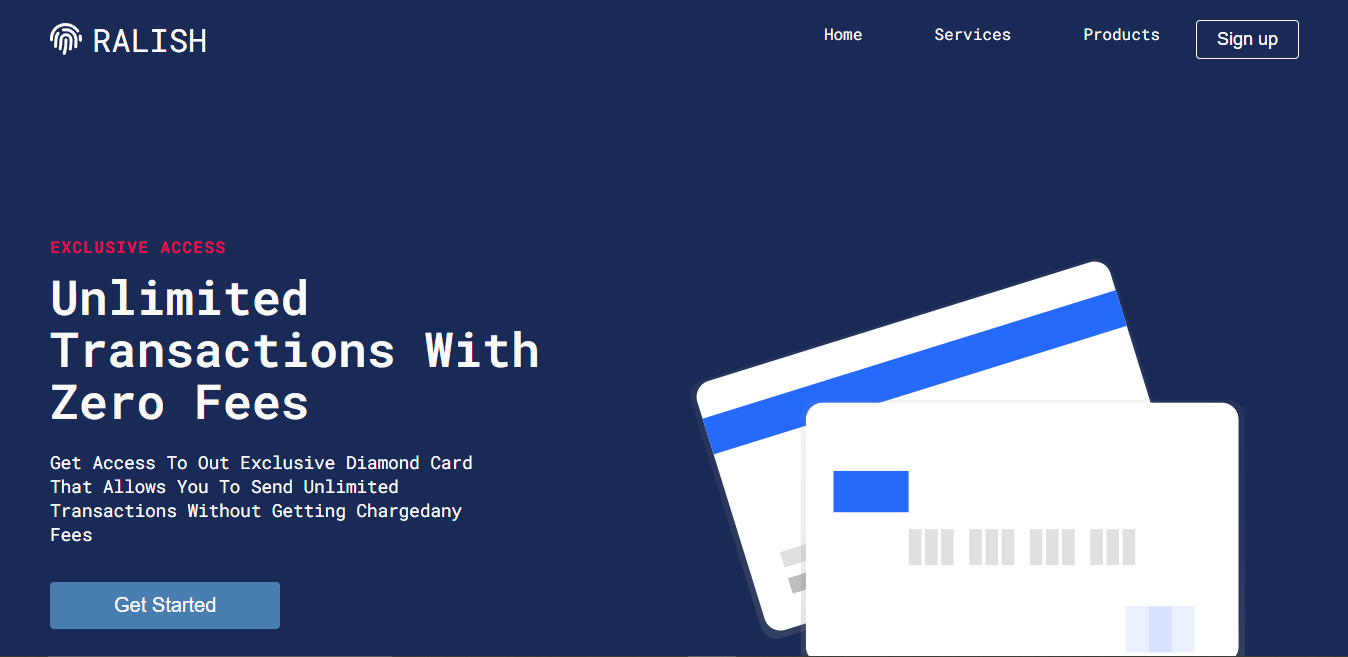 RALISH
Home
Services
Products
Sign up
EXCLUSIVE ACCESS
Unlimited
Transactions With
Zero Fees
Get Access To Out Exclusive Diamond Card
That Allows You To Send Unlimited
Transactions Without Getting Chargedany
Fees
Get Started